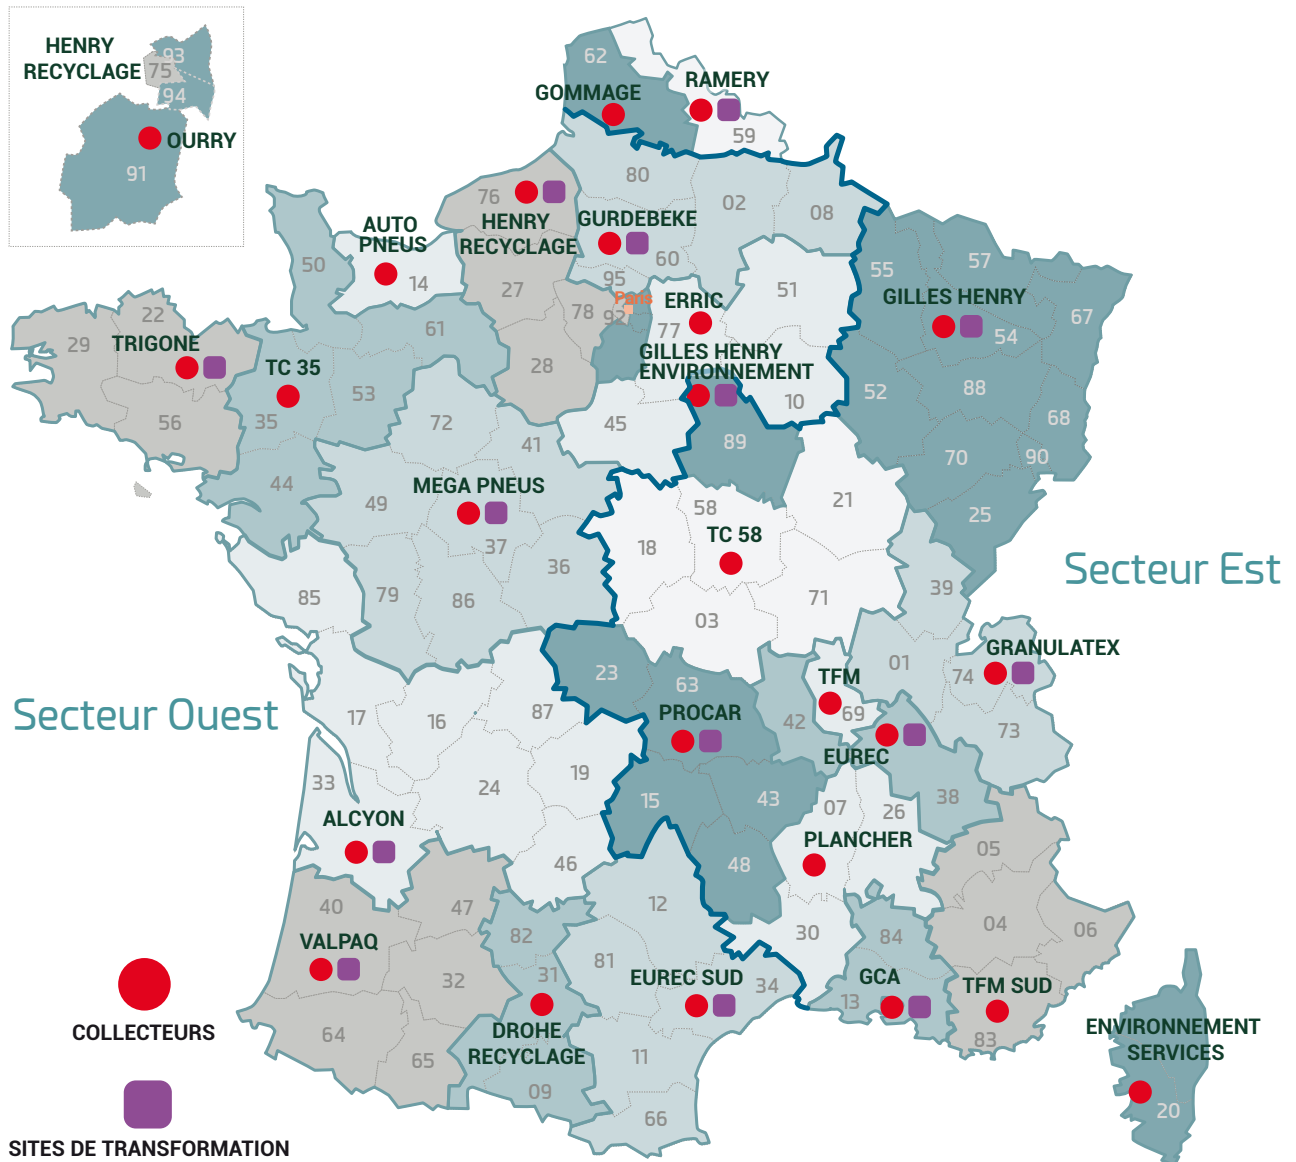 HENRY
RECYCLAGE
93
75
94
OURRY
91
62
GOMMAGE
RAMERY
59
80
76
HENRY
RECYCLAGE
02
08
GURDEBEKE
60
AUTO
PNEUS
14
50
95
Paris
92
78
27
ERRIC
77
51
55
57
GILLES HENRY
54
67
22
29
TRIGONE
56
61
TC 35
35
53
28
GILLES HENRY
ENVIRONNEMENT
10
52
88
68
72
41
45
89
70
90
44
49
MEGA PNEUS
37
58
TC 58
18
21
25
Secteur Est
85
79
86
36
03
71
39
23
63
PROCAR
TFM
69
42
01
74
GRANULATEX
73
Secteur Ouest
17
16
87
EUREC
38
33
24
19
15
43
07
26
ALCYON
PLANCHER
46
48
05
40
47
12
30
04
06
82
84
VALPAQ
32
31
81
EUREC SUD
34
GCA
13
TFM SUD
83
COLLECTEURS
64
65
DROHE
RECYCLAGE
09
11
66
ENVIRONNEMENT
SERVICES
20
SITES DE TRANSFORMATION